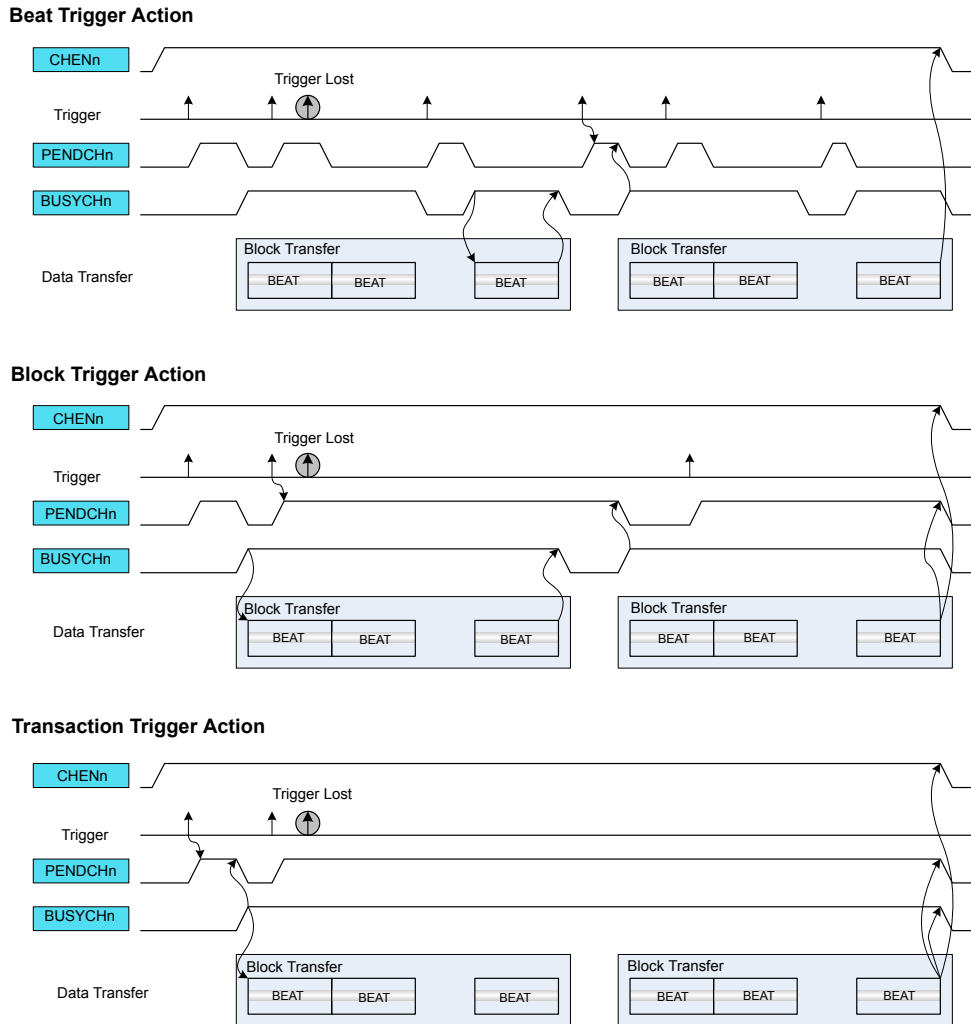 Beat Trigger Action
CHENn
Trigger Lost
Trigger
PENDCHn
BUSYCHn
Block Transfer
Block Transfer
Data Transfer
BEAT
BEAT
BEAT
BEAT
BEAT
BEAT
Block Trigger Action
CHENn
Trigger Lost
Trigger
PENDCHn
BUSYCHn
Block Transfer
Block Transfer
Data Transfer
BEAT
BEAT
BEAT
BEAT
BEAT
BEAT
Transaction Trigger Action
CHENn
Trigger Lost
Trigger
PENDCHn
BUSYCHn
Block Transfer
Block Transfer
Data Transfer
BEAT
BEAT
BEAT
BEAT
BEAT
BEAT